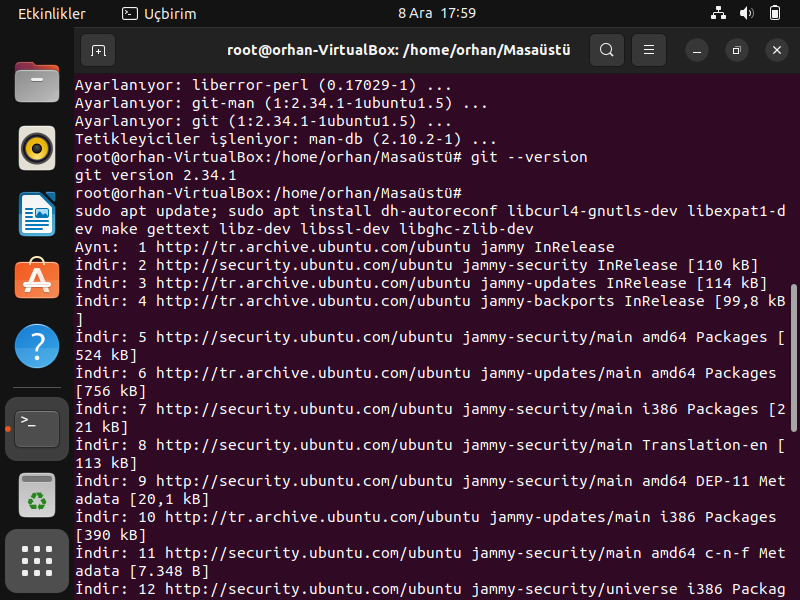 Etkinlikler
Uçbirim
8 Ara 17:59
root@orhan-VirtualBox: /home/orhan/Masaüstü
Ayarlanıyor: liberror-perl (0.17029-1) ...
Ayarlanıyor: git-man (1:2.34.1-1ubuntu1.5) ...
Ayarlanıyor: git (1:2.34.1-1ubuntu1.5) ...
Tetikleyiciler işleniyor: man-db (2.10.2-1) ...
root@orhan-VirtualBox:/home/orhan/Masaüstü# git --version
git version 2.34.1
root@orhan-VirtualBox:/home/orhan/Masaüstü#
sudo apt update; sudo apt install dh-autoreconf libcurl4-gnutls-dev libexpat1-d
ev make gettext libz-dev libssl-dev libghc-zlib-dev
Aynı:  1 http://tr.archive.ubuntu.com/ubuntu jammy InRelease
İndir: 2 http://security.ubuntu.com/ubuntu jammy-security InRelease [110 kB]
İndir: 3 http://tr.archive.ubuntu.com/ubuntu jammy-updates InRelease [114 kB]
İndir: 4 http://tr.archive.ubuntu.com/ubuntu jammy-backports InRelease [99,8 kB
]
İndir: 5 http://security.ubuntu.com/ubuntu jammy-security/main amd64 Packages [
524 kB]
İndir: 6 http://tr.archive.ubuntu.com/ubuntu jammy-updates/main amd64 Packages
[756 kB]
İndir: 7 http://security.ubuntu.com/ubuntu jammy-security/main i386 Packages [2
21 kB]
İndir: 8 http://security.ubuntu.com/ubuntu jammy-security/main Translation-en [
113 kB]
İndir: 9 http://security.ubuntu.com/ubuntu jammy-security/main amd64 DEP-11 Met
adata [20,1 kB]
İndir: 10 http://tr.archive.ubuntu.com/ubuntu jammy-updates/main i386 Packages
[390 kB]
İndir: 11 http://security.ubuntu.com/ubuntu jammy-security/main amd64 c-n-f Met
adata [7.348 B]
İndir: 12 http://security.ubuntu.com/ubuntu jammy-security/universe i386 Packag